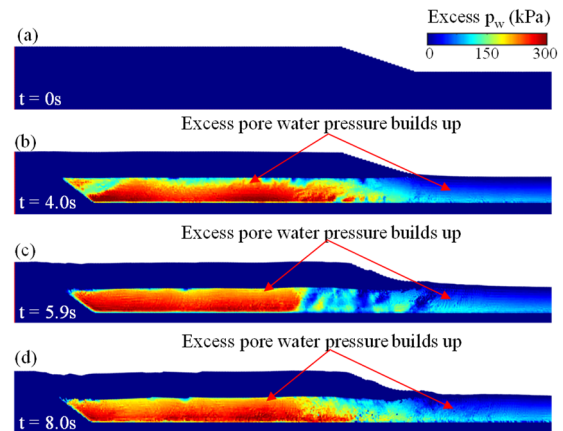 Excess p_w (kPa)
0 150 300
(a)
t = 0s
Excess pore water pressure builds up
(b)
t = 4.0s
Excess pore water pressure builds up
(c)
t = 5.9s
Excess pore water pressure builds up
(d)
t = 8.0s